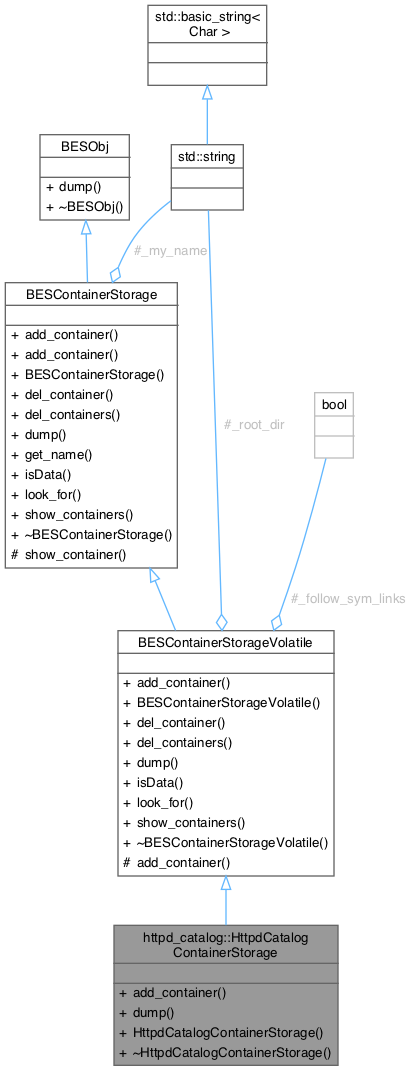 std::basic_string<
Char >
BESObj
+ dump()
+ ~BESObj()
std::string
#_my_name
BESContainerStorage
+ add_container()
+ add_container()
+ BESContainerStorage()
+ del_container()
+ del_containers()
+ dump()
+ get_name()
+ isData()
+ look_for()
+ show_containers()
+ ~BESContainerStorage()
# show_container()
bool
#_root_dir
#_follow_sym_links
BESContainerStorageVolatile
+ add_container()
+ BESContainerStorageVolatile()
+ del_container()
+ del_containers()
+ dump()
+ isData()
+ look_for()
+ show_containers()
+ ~BESContainerStorageVolatile()
# add_container()
httpd_catalog::HttpdCatalog
ContainerStorage
+ add_container()
+ dump()
+ HttpdCatalogContainerStorage()
+ ~HttpdCatalogContainerStorage()